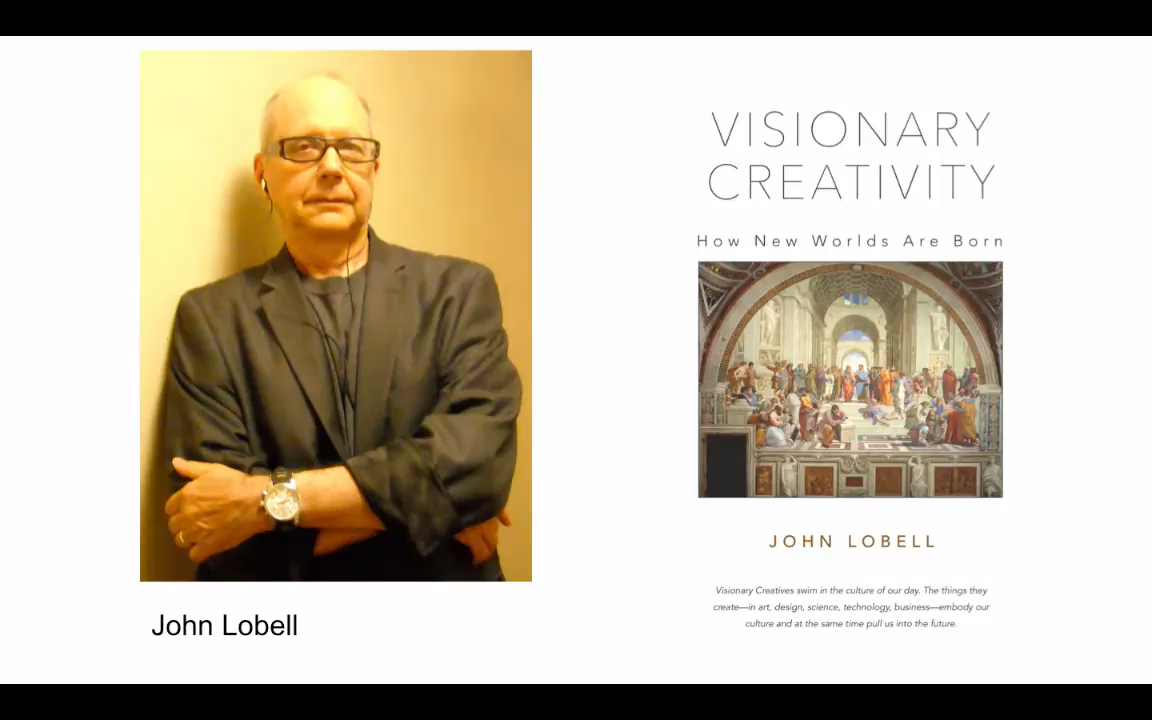 VISIONARY
CREATIVITY
How New Worlds Are Born
JOHN LOBELL
Visionary Creatives swim in the culture of our day. The things they
create—in art, design, science, technology, business—embody our
culture and at the same time pull us into the future.
John Lobell